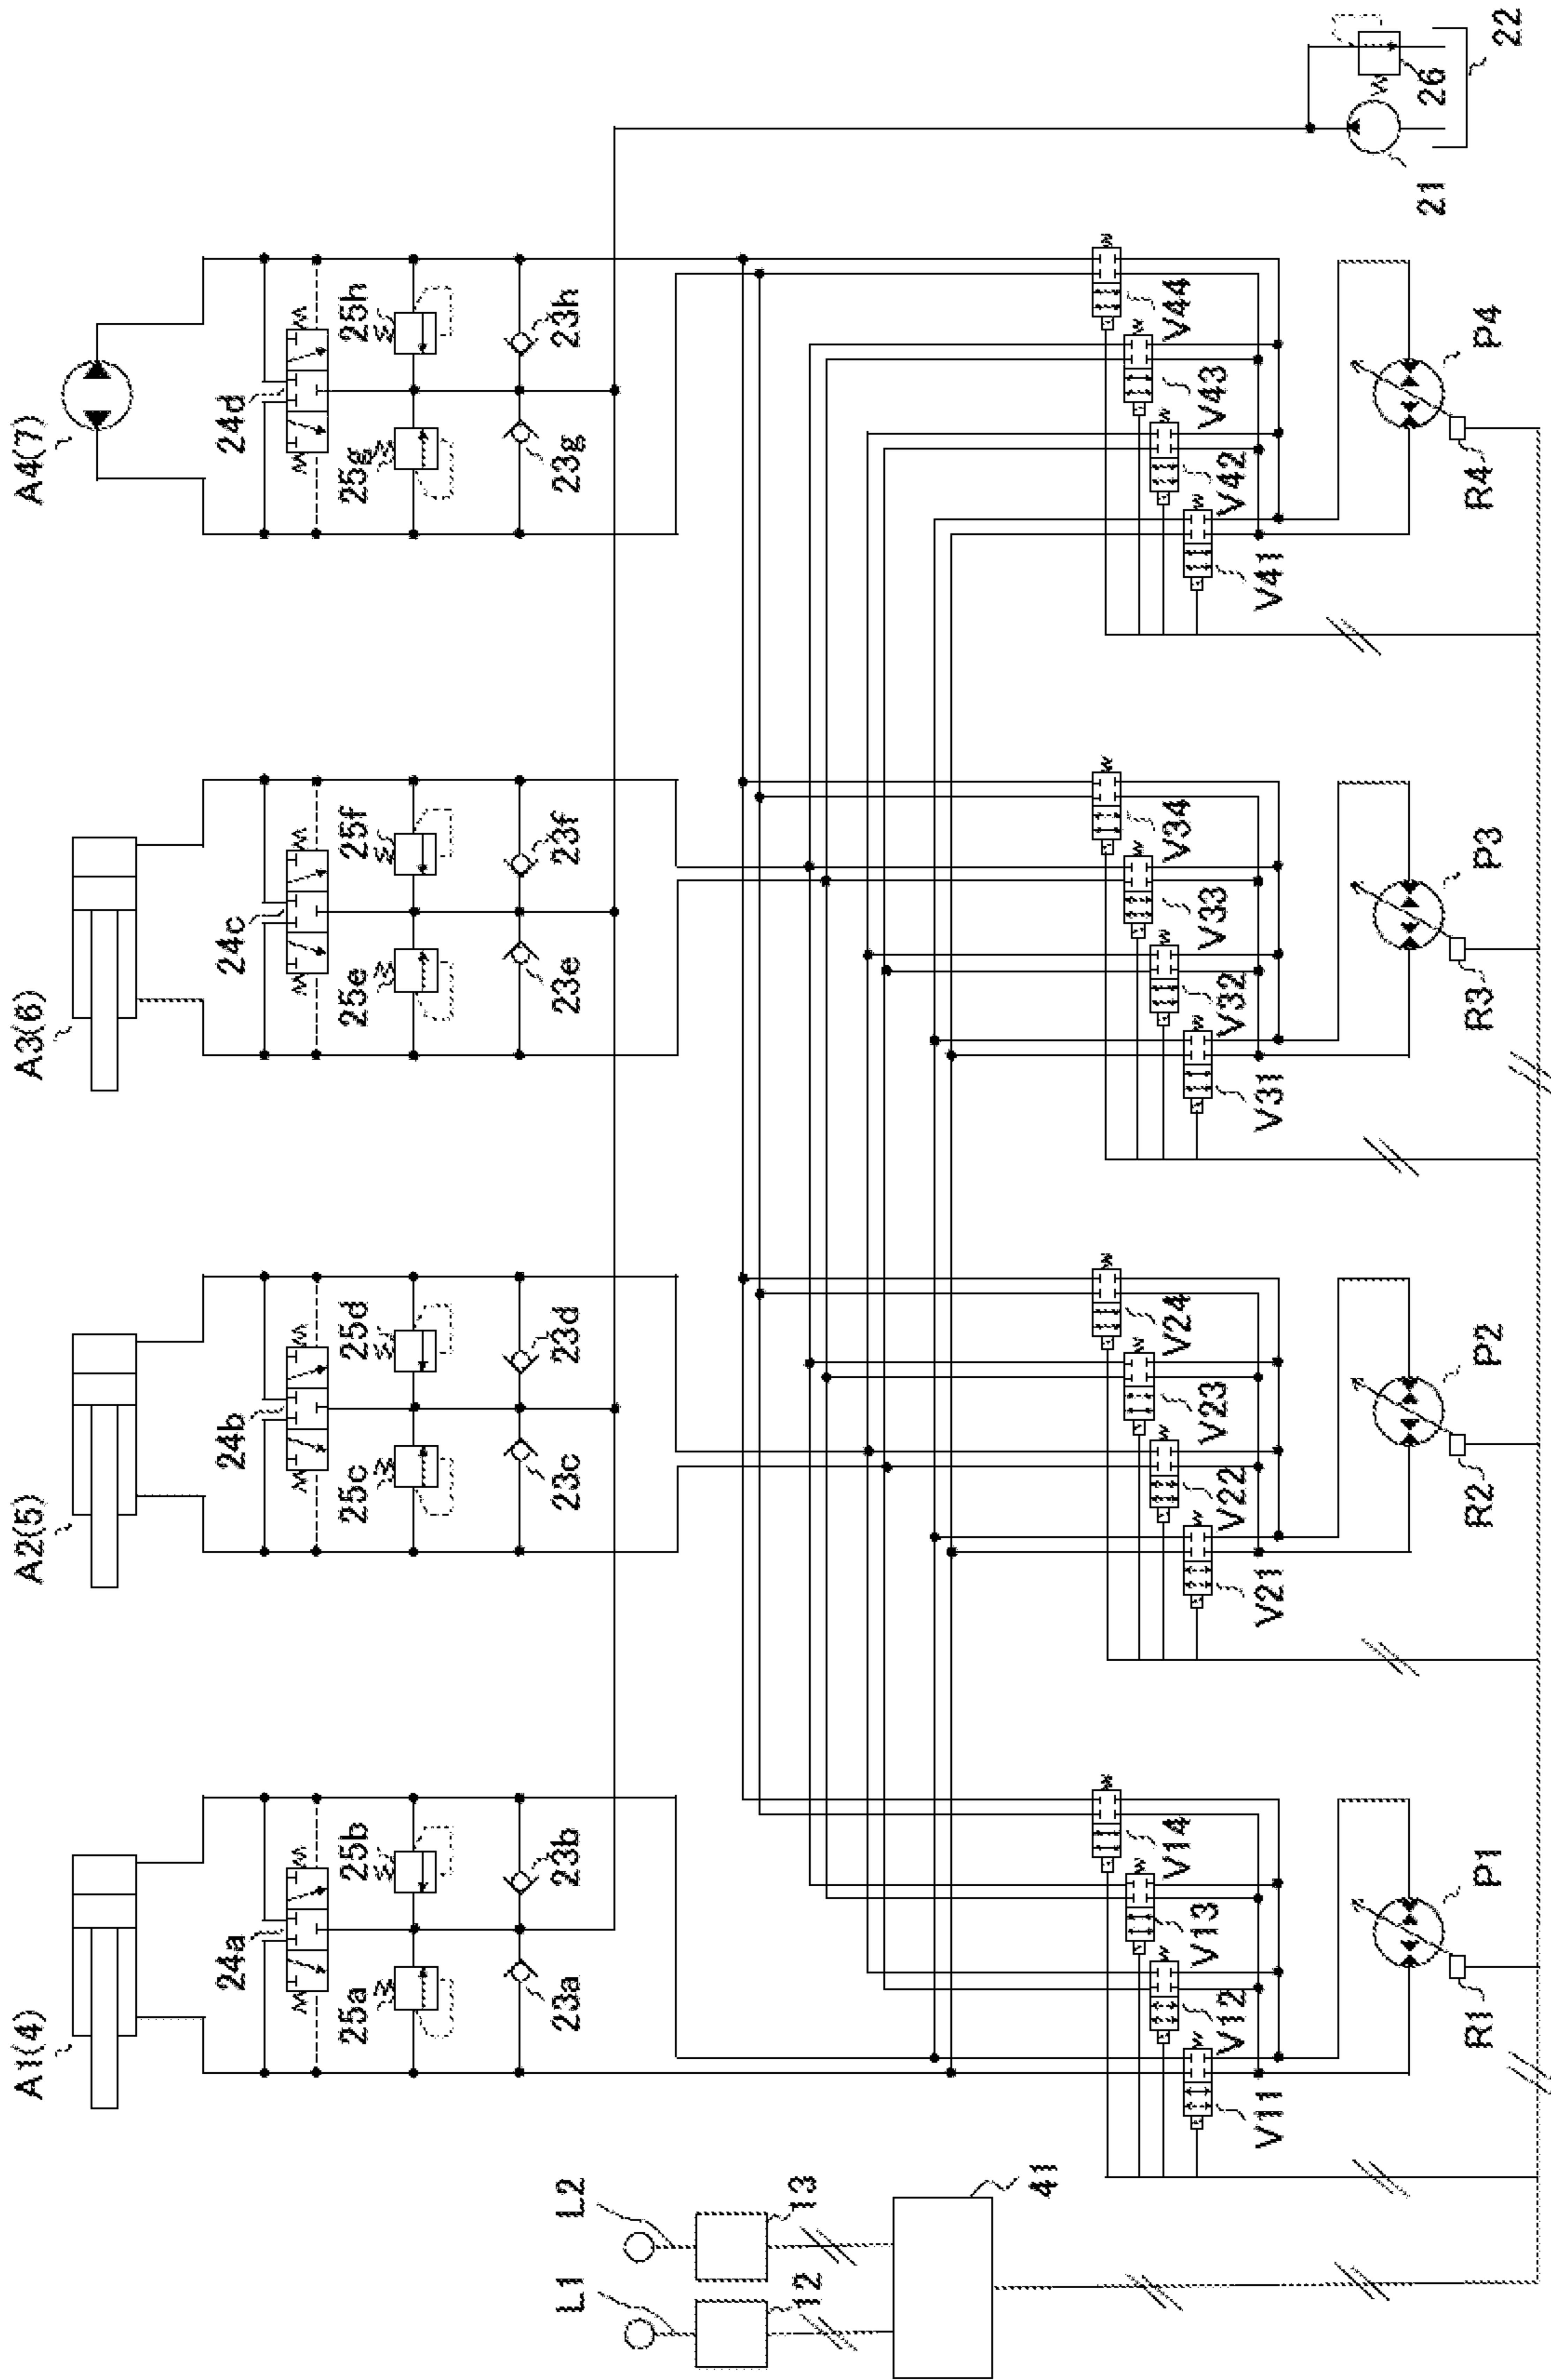 A1(4)
A2(5)
A3(6)
A4(7)
24a
24b
24c
24d
25a
25b
25c
25d
25e
25f
25g
25h
23a
23b
23c
23d
23e
23f
23g
23h
L1
L2
12
13
41
V11
V12
V13
V14
V21
V22
V23
V24
V31
V32
V33
V34
V41
V42
V43
V44
R1
P1
R2
P2
R3
P3
R4
P4
21
26
22